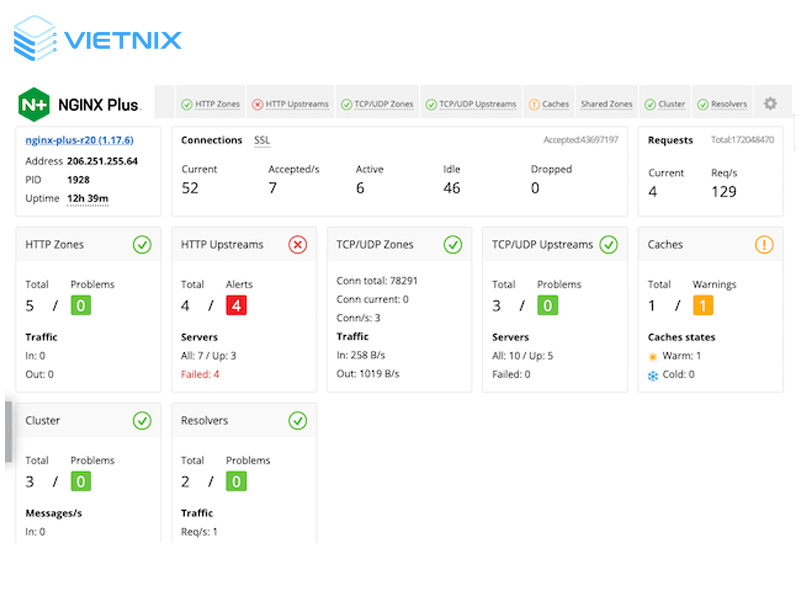 VIETNIX
N+ NGINX Plus.
HTTP Zones HTTP Upstreams TCP/UDP Zones TCP/UDP Upstreams Caches Shared Zones Cluster Resolvers
nginx-plus-r20 (1.17.6)
Address 206.251.255.64
PID 1928
Uptime 12h 39m
Connections SSL Accepted:43697197
Current Accepted/s Active Idle Dropped
52 7 6 46 0
Requests Total:172048470
Current Req/s
4 129
HTTP Zones
Total Problems
5 / 0
Traffic
In: 0
Out: 0
HTTP Upstreams
Total Alerts
4 / 4
Servers
All: 7 / Up: 3
Failed: 4
TCP/UDP Zones
Conn total: 78291
Conn current: 0
Conn/s: 3
Traffic
In: 258 B/s
Out: 1019 B/s
TCP/UDP Upstreams
Total Problems
3 / 0
Servers
All: 10 / Up: 5
Failed: 0
Caches
Total Warnings
1 / 1
Caches states
Warm: 1
Cold: 0
Cluster
Total Problems
3 / 0
Messages/s
In: 0
Resolvers
Total Problems
2 / 0
Traffic
Req/s: 1